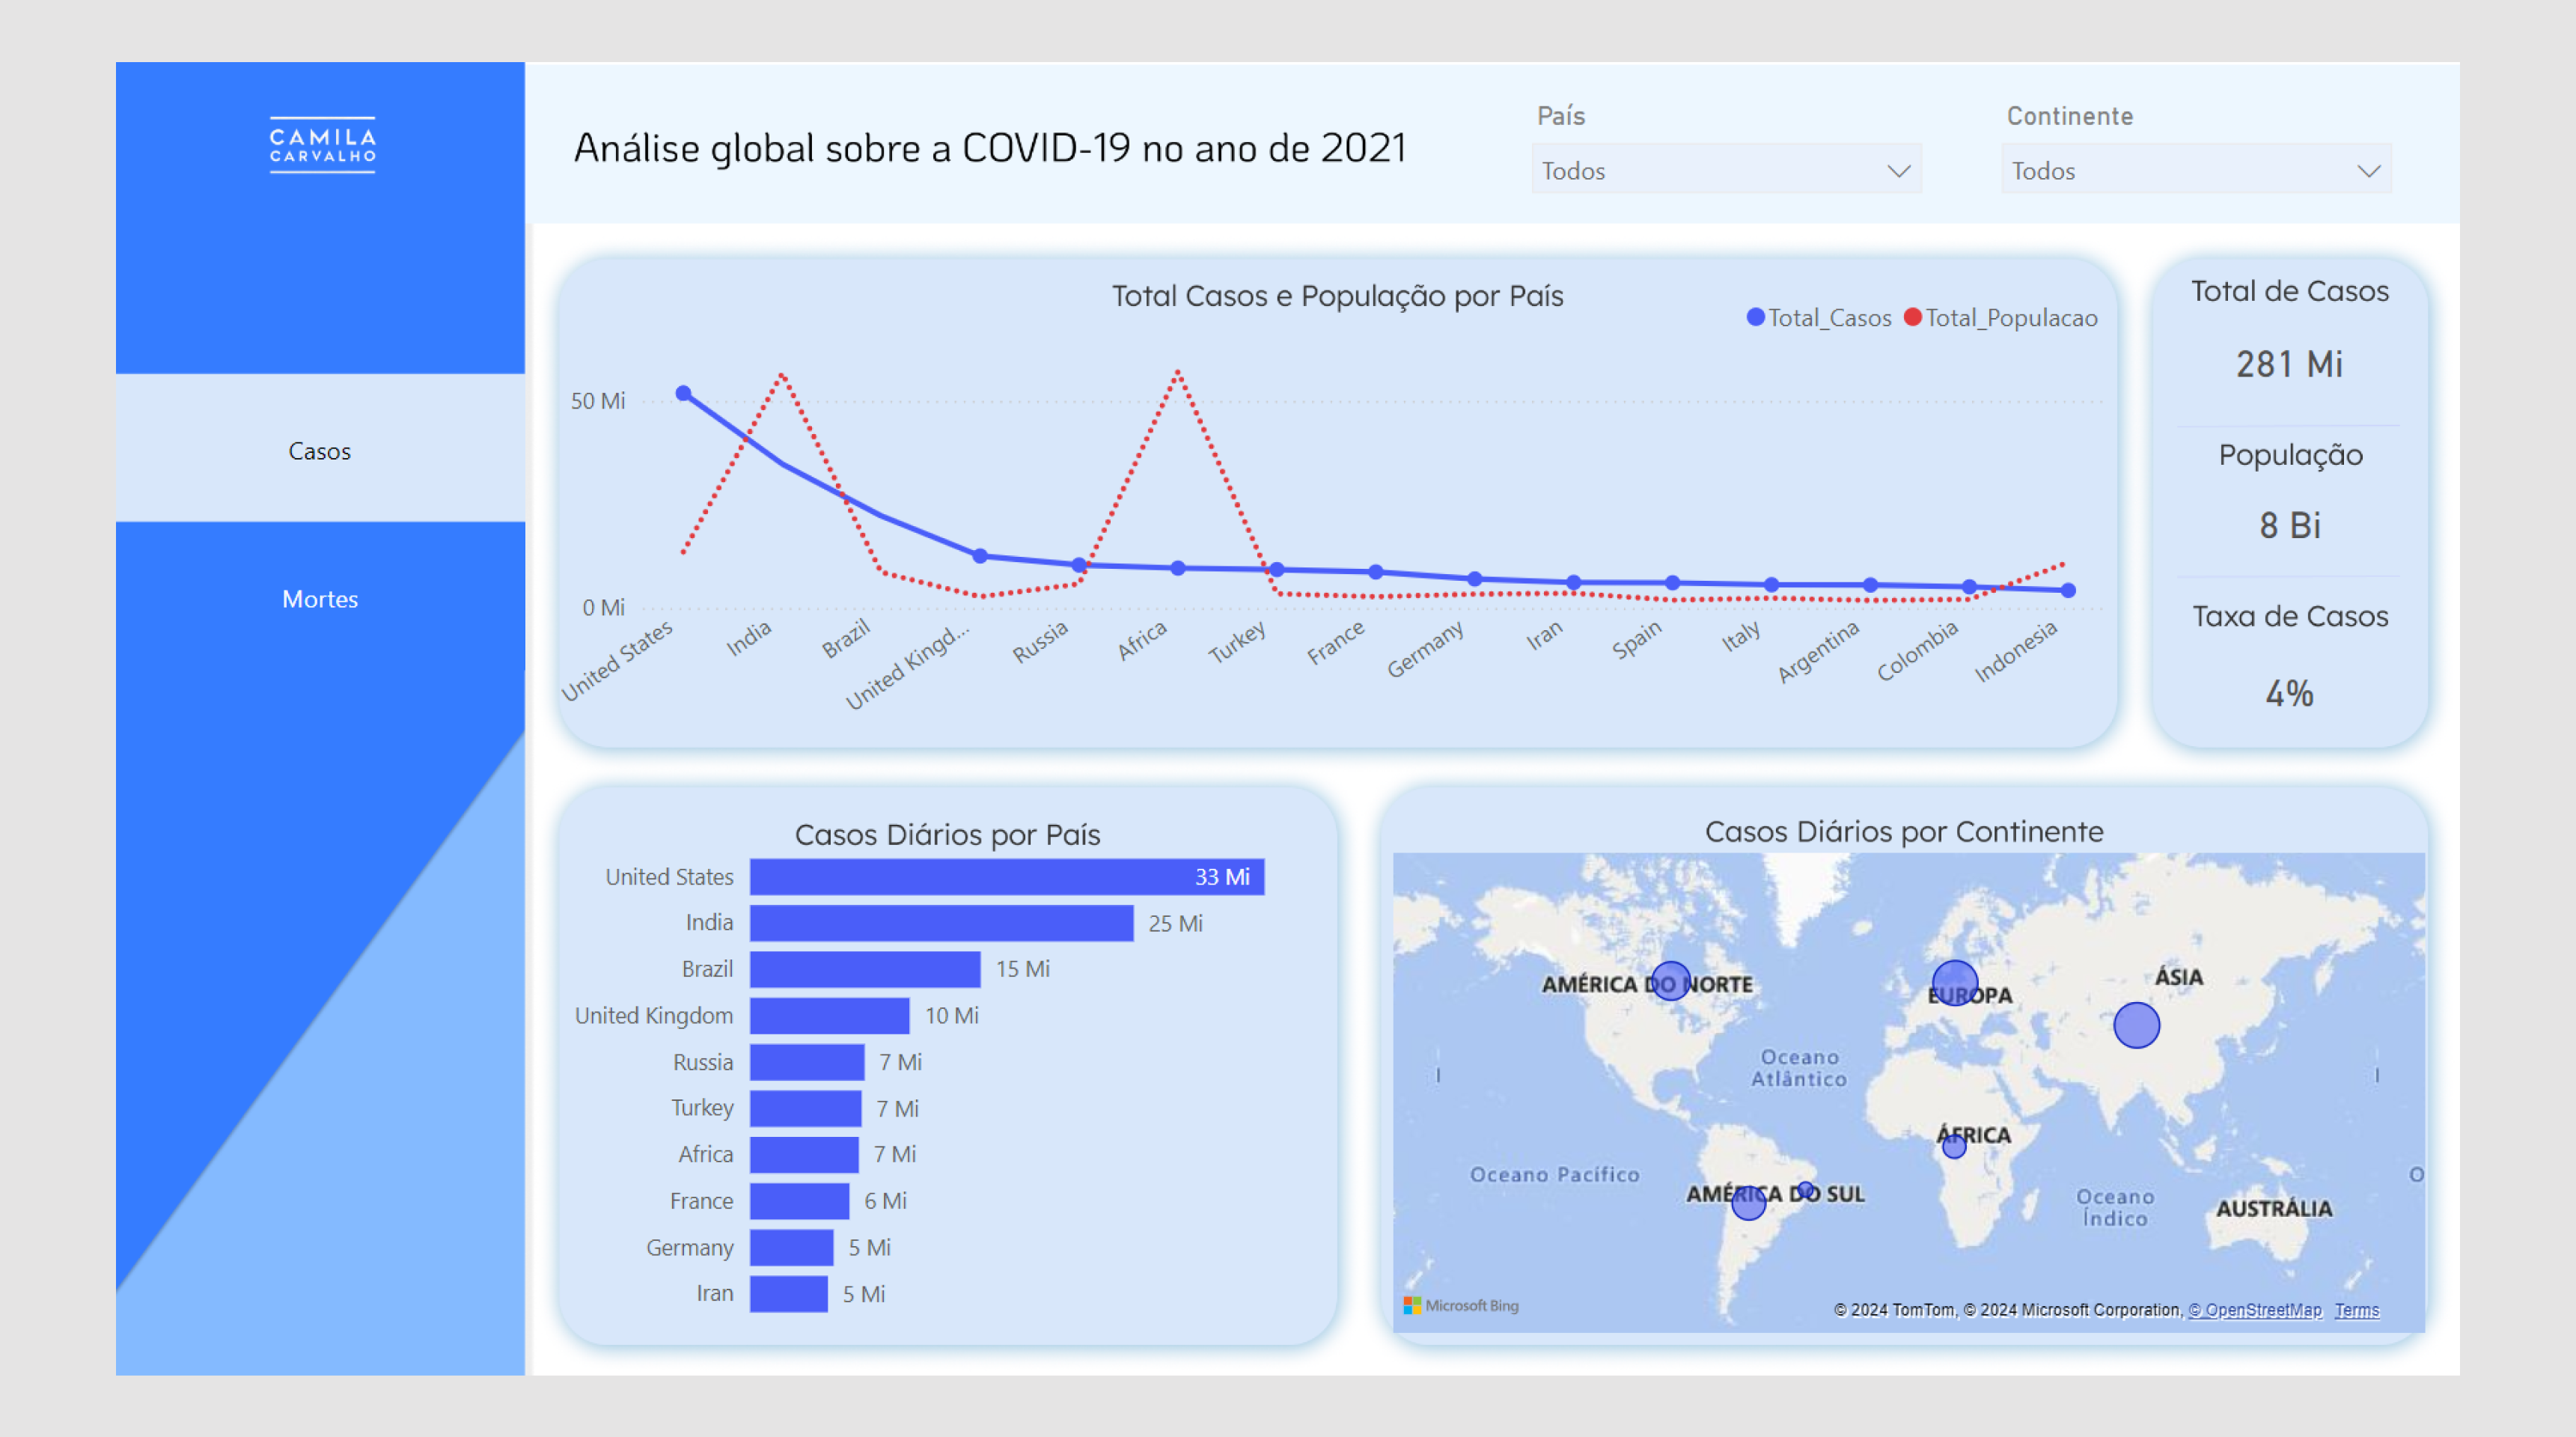 CAMILA
CARVALHO
Casos
Mortes
Análise global sobre a COVID-19 no ano de 2021
País
Todos
Continente
Todos
Total Casos e População por País
Total_Casos
Total_Populacao
50 Mi
0 Mi
United States
India
Brazil
United Kingd...
Russia
Africa
Turkey
France
Germany
Iran
Spain
Italy
Argentina
Colombia
Indonesia
Total de Casos
281 Mi
População
8 Bi
Taxa de Casos
4%
Casos Diários por País
United States 33 Mi
India 25 Mi
Brazil 15 Mi
United Kingdom 10 Mi
Russia 7 Mi
Turkey 7 Mi
Africa 7 Mi
France 6 Mi
Germany 5 Mi
Iran 5 Mi
Casos Diários por Continente
AMÉRICA DO NORTE
EUROPA
ÁSIA
Oceano
Atlântico
ÁFRICA
Oceano Pacífico
AMÉRICA DO SUL
Oceano
Índico
AUSTRÁLIA
O
Microsoft Bing
© 2024 TomTom, © 2024 Microsoft Corporation, © OpenStreetMap Terms